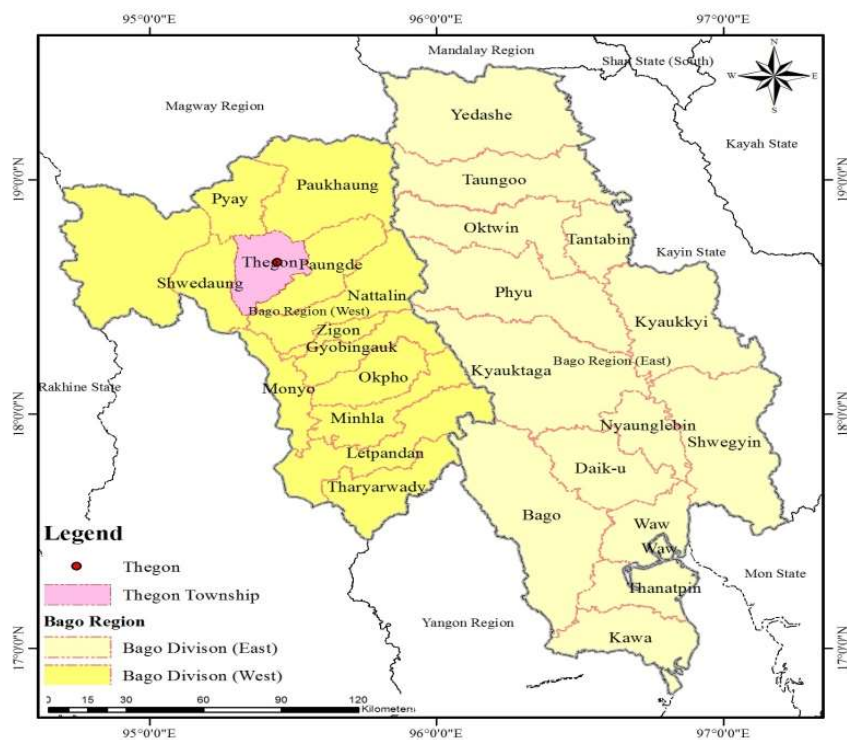 95°0'0"E 96°0'0"E 97°0'0"E
Mandalay Region
Shan State (South)
N
W E
S
Magway Region
Yedashe
Kayah State
19°0'0"N 19°0'0"N
Paukhaung
Taungoo
Pyay
Oktwin
Tantabin
Kayin State
Thegon
Paungde
Shwedaung
Nattalin
Phyu
Bago Region (West)
Kyaukkyi
Zigon
Gyobingauk
Kyauktaga
Bago Region (East)
Rakhine State
Monyo
Okpho
18°0'0"N 18°0'0"N
Minhla
Nyaunglebin
Shwegyin
Letpandan
Daik-u
Tharyarwady
Bago
Waw
Waw
Legend
Thegon
Thegon Township
Thanatpin
Mon State
Bago Region
Yangon Region
Bago Divison (East)
Kawa
17°0'0"N 17°0'0"N
Bago Divison (West)
0 15 30 60 90 120
Kilometers
95°0'0"E 96°0'0"E 97°0'0"E